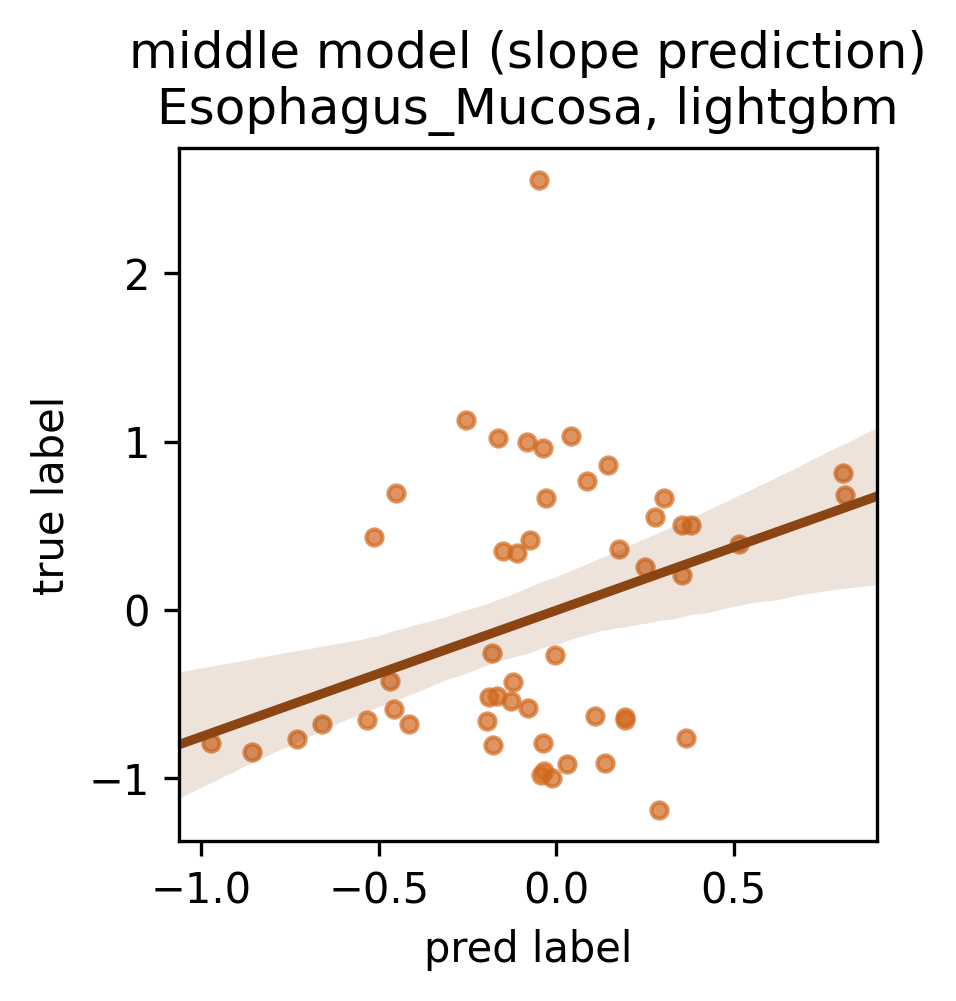 middle model (slope prediction)
Esophagus_Mucosa, lightgbm
2
1
0
−1
true label
−1.0 −0.5 0.0 0.5
pred label